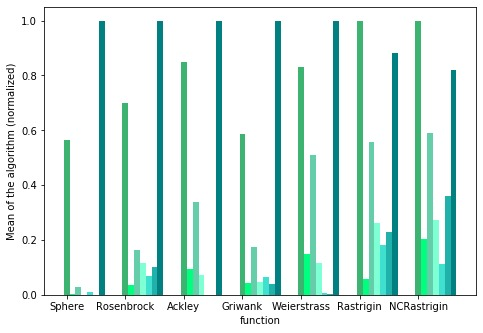 Mean of the algorithm (normalized)
1.0
0.8
0.6
0.4
0.2
0.0
Sphere Rosenbrock Ackley Griwank Weierstrass Rastrigin NCRastrigin
function